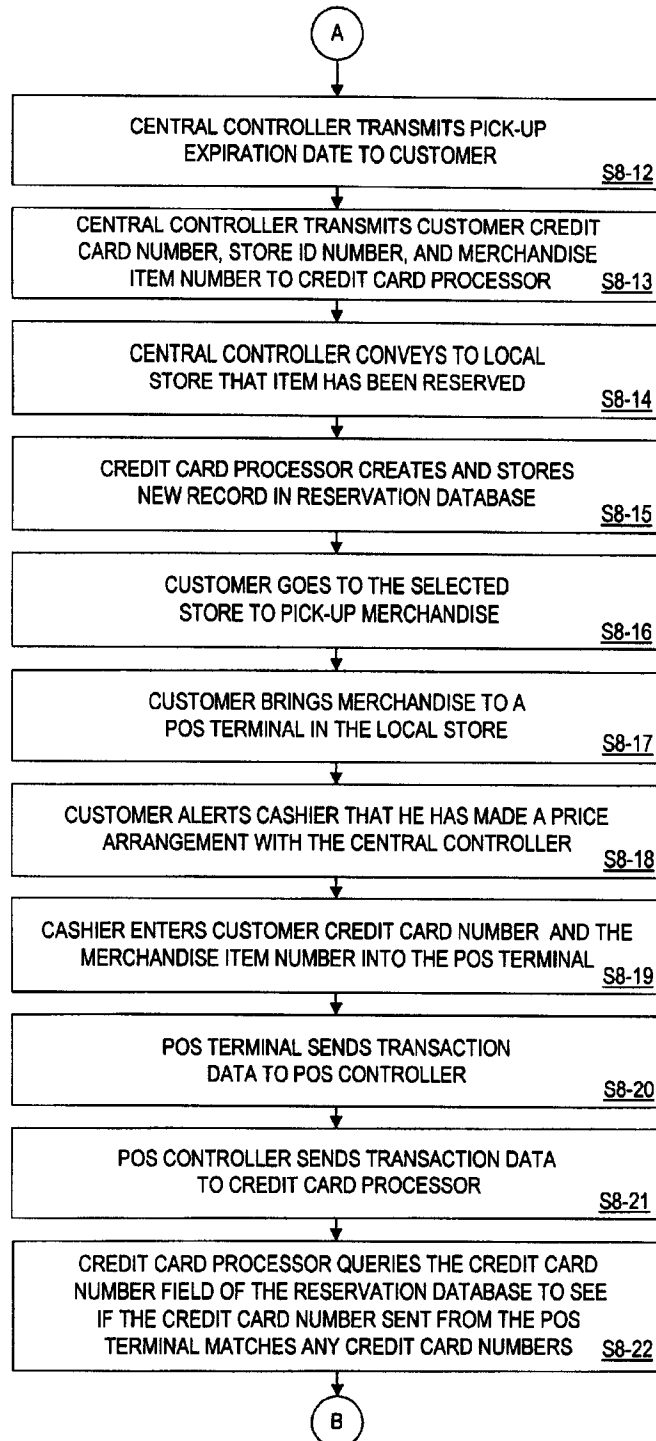 A
CENTRAL CONTROLLER TRANSMITS PICK-UP
EXPIRATION DATE TO CUSTOMER
S8-12
CENTRAL CONTROLLER TRANSMITS CUSTOMER CREDIT
CARD NUMBER, STORE ID NUMBER, AND MERCHANDISE
ITEM NUMBER TO CREDIT CARD PROCESSOR
S8-13
CENTRAL CONTROLLER CONVEYS TO LOCAL
STORE THAT ITEM HAS BEEN RESERVED
S8-14
CREDIT CARD PROCESSOR CREATES AND STORES
NEW RECORD IN RESERVATION DATABASE
S8-15
CUSTOMER GOES TO THE SELECTED
STORE TO PICK-UP MERCHANDISE
S8-16
CUSTOMER BRINGS MERCHANDISE TO A
POS TERMINAL IN THE LOCAL STORE
S8-17
CUSTOMER ALERTS CASHIER THAT HE HAS MADE A PRICE
ARRANGEMENT WITH THE CENTRAL CONTROLLER
S8-18
CASHIER ENTERS CUSTOMER CREDIT CARD NUMBER AND THE
MERCHANDISE ITEM NUMBER INTO THE POS TERMINAL
S8-19
POS TERMINAL SENDS TRANSACTION
DATA TO POS CONTROLLER
S8-20
POS CONTROLLER SENDS TRANSACTION DATA
TO CREDIT CARD PROCESSOR
S8-21
CREDIT CARD PROCESSOR QUERIES THE CREDIT CARD
NUMBER FIELD OF THE RESERVATION DATABASE TO SEE
IF THE CREDIT CARD NUMBER SENT FROM THE POS
TERMINAL MATCHES ANY CREDIT CARD NUMBERS
S8-22
B